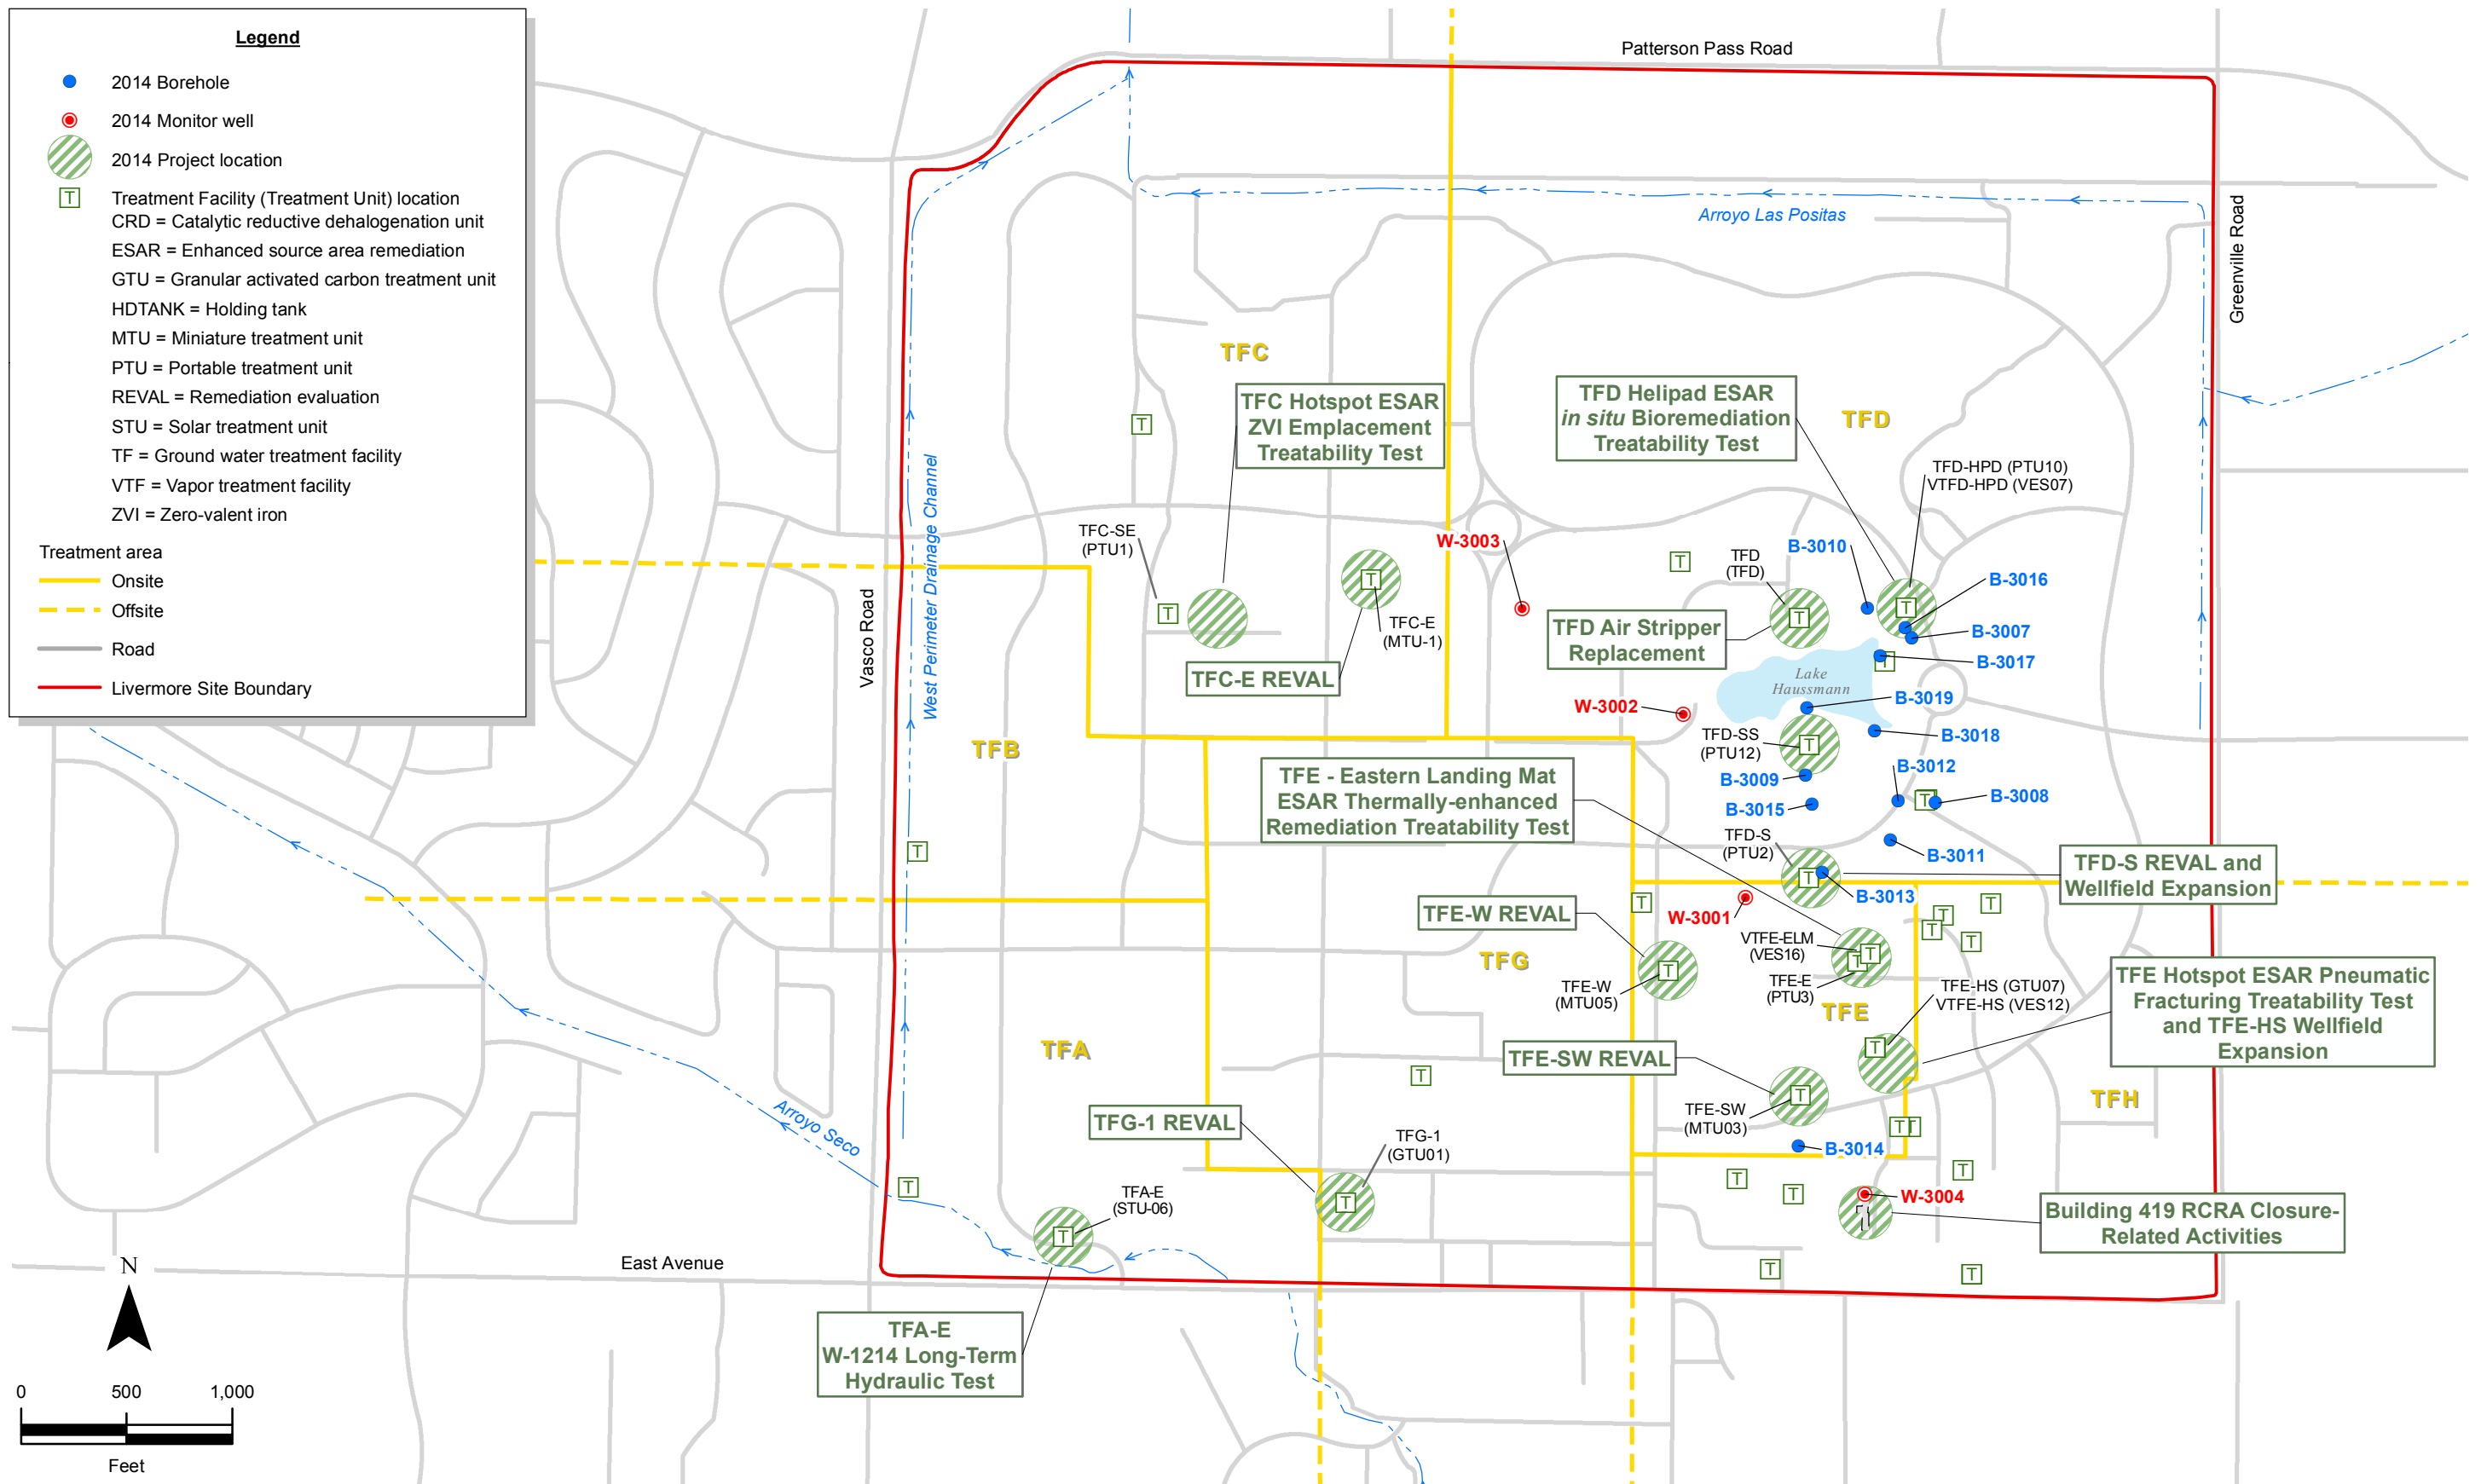 Legend
2014 Borehole
2014 Monitor well
2014 Project location
T
Treatment Facility (Treatment Unit) location
CRD = Catalytic reductive dehalogenation unit
ESAR = Enhanced source area remediation
GTU = Granular activated carbon treatment unit
HDTANK = Holding tank
MTU = Miniature treatment unit
PTU = Portable treatment unit
REVAL = Remediation evaluation
STU = Solar treatment unit
TF = Ground water treatment facility
VTF = Vapor treatment facility
ZVI = Zero-valent iron
Treatment area
Onsite
Offsite
Road
Livermore Site Boundary
Patterson Pass Road
Greenville Road
Arroyo Las Positas
Vasco Road
West Perimeter Drainage Channel
East Avenue
Arroyo Seco
TFC
TFC Hotspot ESAR
ZVI Emplacement
Treatability Test
TFD Helipad ESAR
in situ Bioremediation
Treatability Test
TFD
TFD-HPD (PTU10)
VTFD-HPD (VES07)
TFC-SE
(PTU1)
W-3003
TFD
(TFD)
B-3010
B-3016
TFC-E
(MTU-1)
TFD Air Stripper
Replacement
B-3007
B-3017
TFC-E REVAL
Lake
Haussmann
B-3019
W-3002
TFD-SS
(PTU12)
B-3018
TFB
TFE - Eastern Landing Mat
ESAR Thermally-enhanced
Remediation Treatability Test
B-3009
B-3012
B-3015
B-3008
TFD-S
(PTU2)
B-3011
TFD-S REVAL and
Wellfield Expansion
B-3013
TFE-W REVAL
W-3001
TFG
VTFE-ELM
(VES16)
TFE-W
(MTU05)
TFE-E
(PTU3)
TFE-HS (GTU07)
VTFE-HS (VES12)
TFE
TFE Hotspot ESAR Pneumatic
Fracturing Treatability Test
and TFE-HS Wellfield
Expansion
TFA
TFE-SW REVAL
TFH
TFE-SW
(MTU03)
TFG-1 REVAL
TFG-1
(GTU01)
B-3014
TFA-E
(STU-06)
W-3004
Building 419 RCRA Closure-
Related Activities
TFA-E
W-1214 Long-Term
Hydraulic Test
N
0 500 1,000
Feet